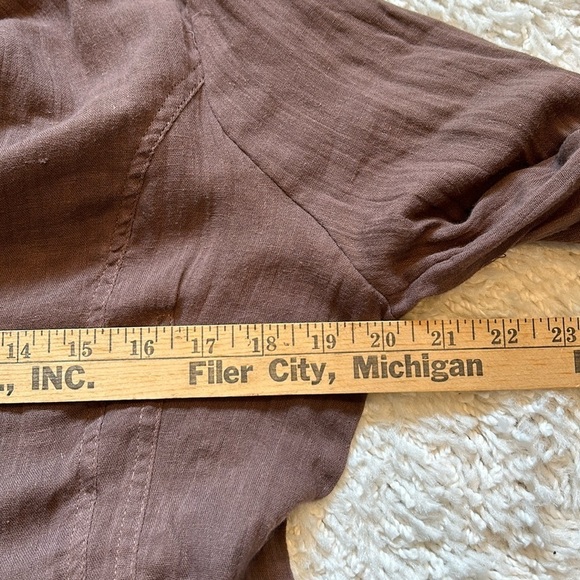 14 15 16 17 18 19 20 21 22 23
INC. Filer City, Michigan